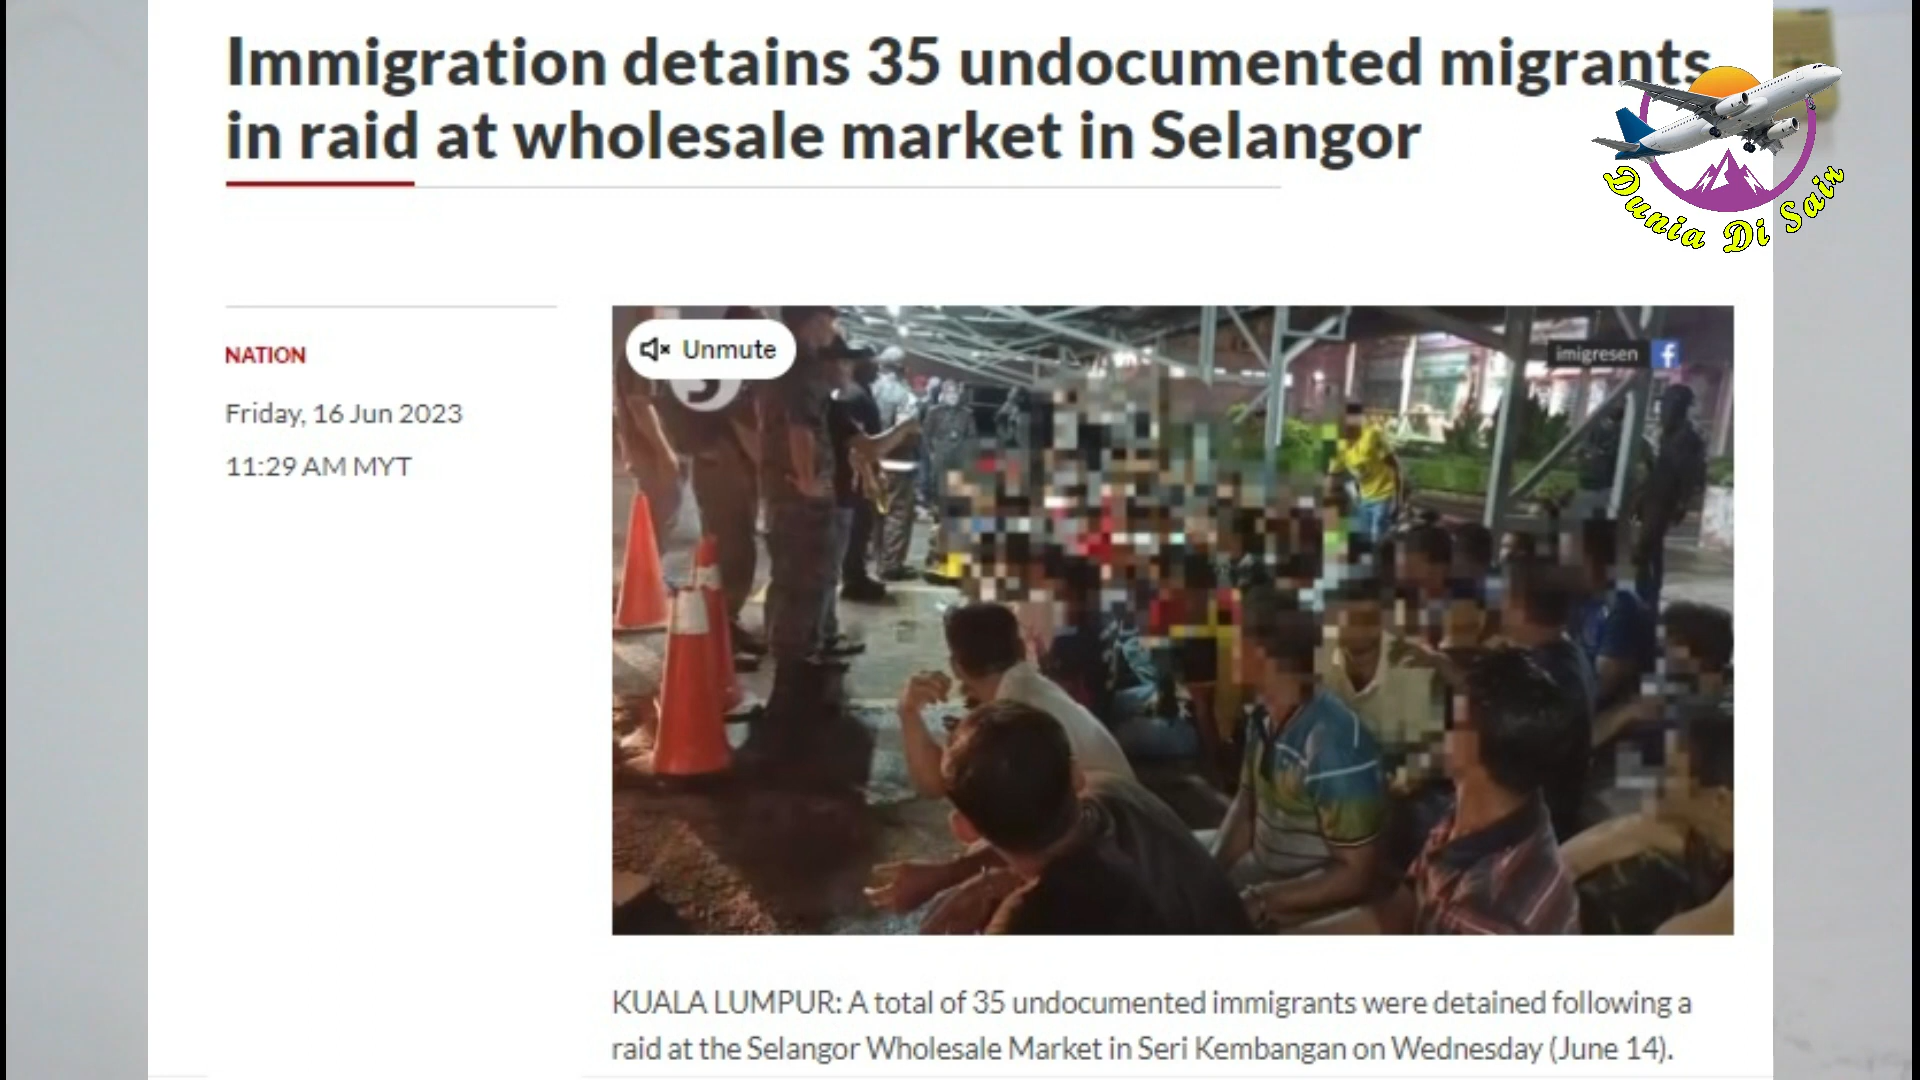 Immigration detains 35 undocumented migrants
in raid at wholesale market in Selangor
Dunia Di Sair
NATION
Friday, 16 Jun 2023
11:29 AM MYT
Unmute
imigresen
KUALA LUMPUR: A total of 35 undocumented immigrants were detained following a
raid at the Selangor Wholesale Market in Seri Kembangan on Wednesday (June 14).